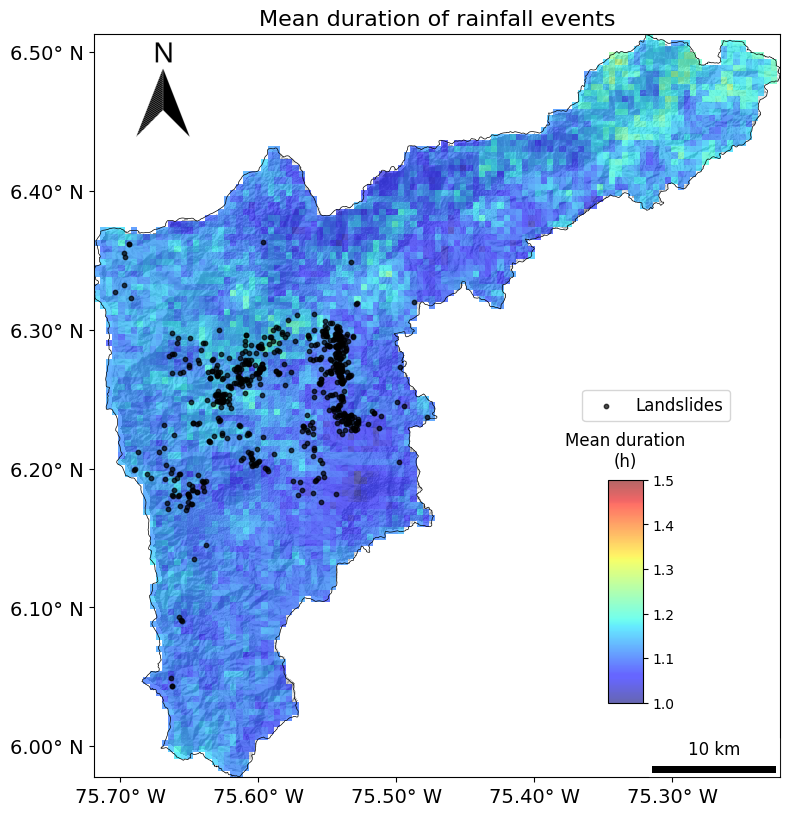 Mean duration of rainfall events
N
6.50° N
6.40° N
6.30° N
6.20° N
6.10° N
6.00° N
Landslides
Mean duration
(h)
1.5
1.4
1.3
1.2
1.1
1.0
10 km
75.70° W 75.60° W 75.50° W 75.40° W 75.30° W